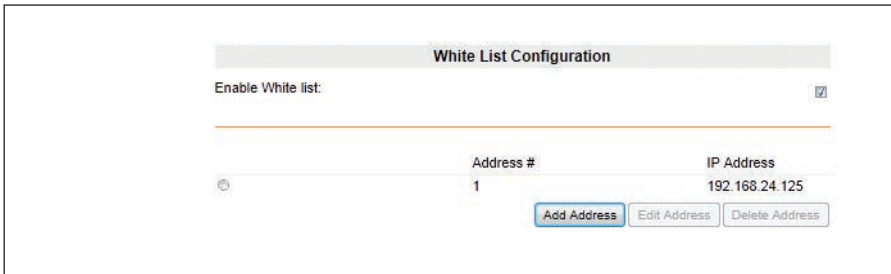 White List Configuration
Enable White list:
Address # IP Address
1 192.168.24.125
Add Address Edit Address Delete Address